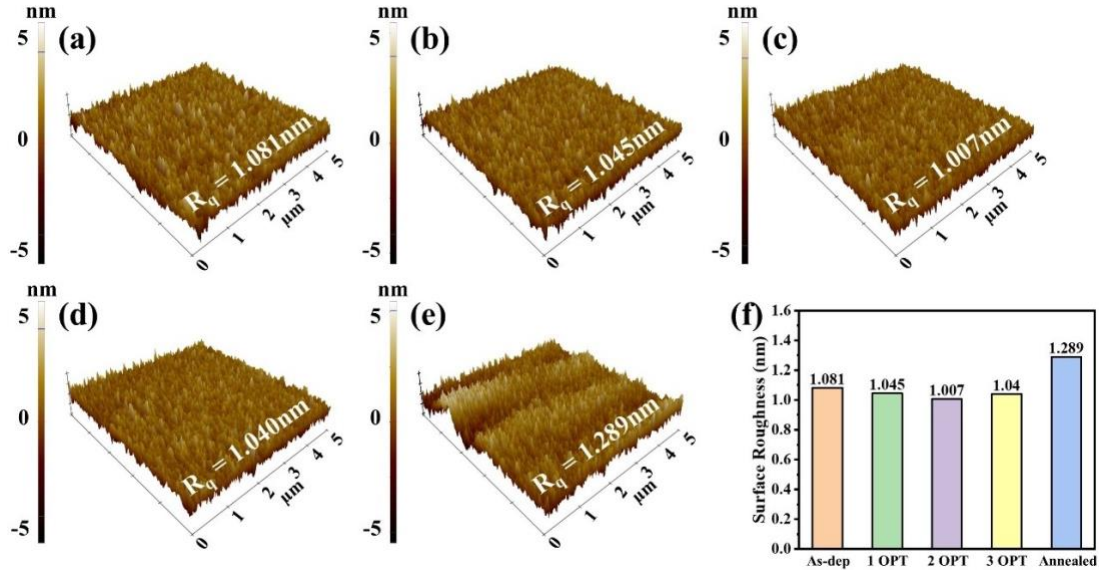 nm
5
0
-5
(a)
Rq = 1.081nm
0
1
2
3
4
5
μm
nm
5
0
-5
(b)
Rq = 1.045nm
0
1
2
3
4
5
μm
nm
5
0
-5
(c)
Rq = 1.007nm
0
1
2
3
4
5
μm
nm
5
0
-5
(d)
Rq = 1.040nm
0
1
2
3
4
5
μm
nm
5
0
-5
(e)
Rq = 1.289nm
0
1
2
3
4
5
μm
(f)
Surface Roughness (nm)
1.6
1.4
1.2
1.0
0.8
0.6
0.4
0.2
0.0
1.081
1.045
1.007
1.04
1.289
As-dep
1 OPT
2 OPT
3 OPT
Annealed